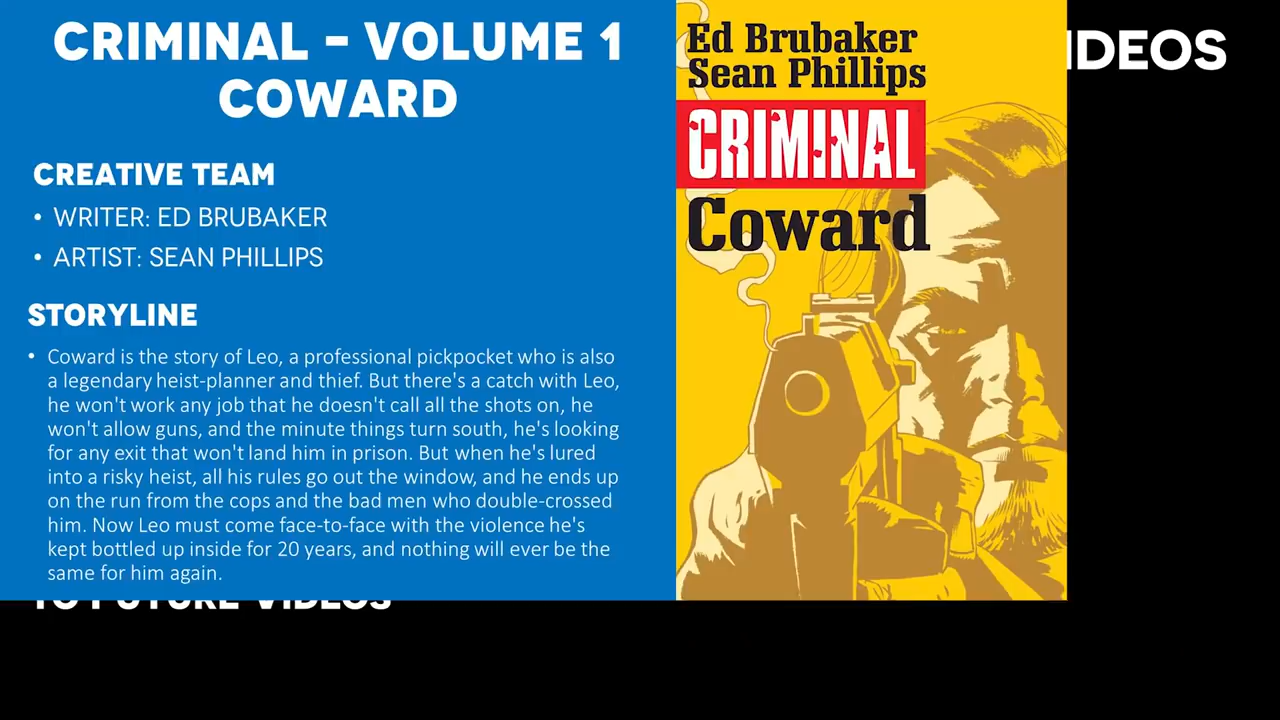 CRIMINAL - VOLUME 1
COWARD
CREATIVE TEAM
• WRITER: ED BRUBAKER
• ARTIST: SEAN PHILLIPS
STORYLINE
• Coward is the story of Leo, a professional pickpocket who is also
a legendary heist-planner and thief. But there's a catch with Leo,
he won't work any job that he doesn't call all the shots on, he
won't allow guns, and the minute things turn south, he's looking
for any exit that won't land him in prison. But when he's lured
into a risky heist, all his rules go out the window, and he ends up
on the run from the cops and the bad men who double-crossed
him. Now Leo must come face-to-face with the violence he's
kept bottled up inside for 20 years, and nothing will ever be the
same for him again.
Ed Brubaker
Sean Phillips
CRIMINAL
Coward
IDEOS
TO FUTURE VIDEOS